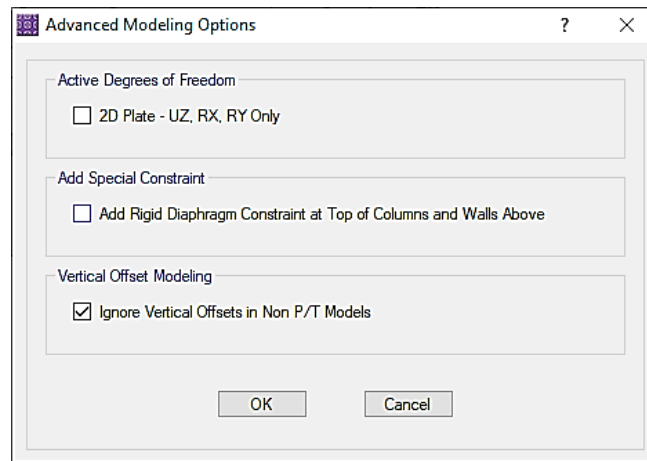 Advanced Modeling Options ?
Active Degrees of Freedom
2D Plate - UZ, RX, RY Only
Add Special Constraint
Add Rigid Diaphragm Constraint at Top of Columns and Walls Above
Vertical Offset Modeling
Ignore Vertical Offsets in Non P/T Models
OK Cancel